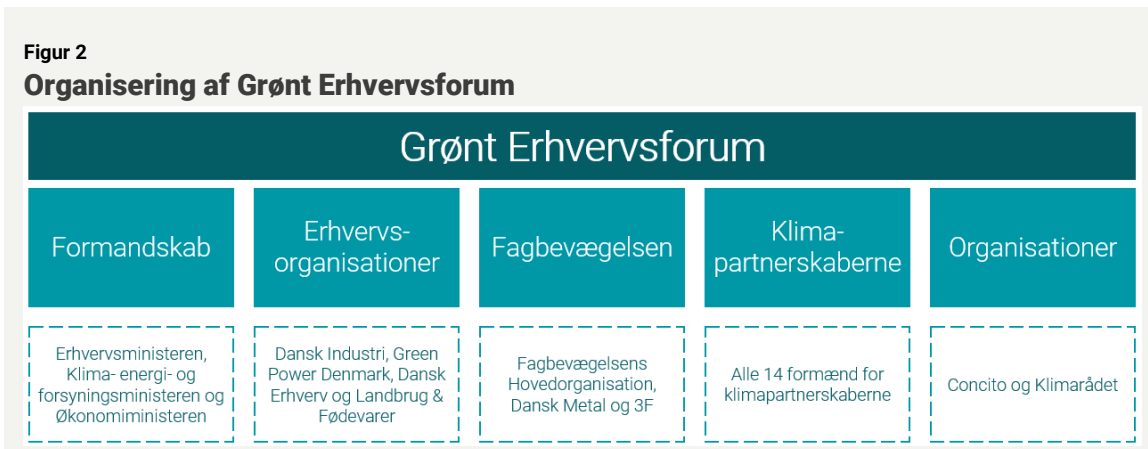 Figur 2
Organisering af Grønt Erhvervsforum
Grønt Erhvervsforum
Formandskab
Erhvervs-
organisationer
Fagbevægelsen
Klima-
partnerskaberne
Organisationer
Erhvervsministeren,
Klima- energi- og
forsyningsministeren og
Økonomiministeren
Dansk Industri, Green
Power Denmark, Dansk
Erhverv og Landbrug &
Fødevarer
Fagbevægelsens
Hovedorganisation,
Dansk Metal og 3F
Alle 14 formænd for
klimapartnerskaberne
Concito og Klimarådet